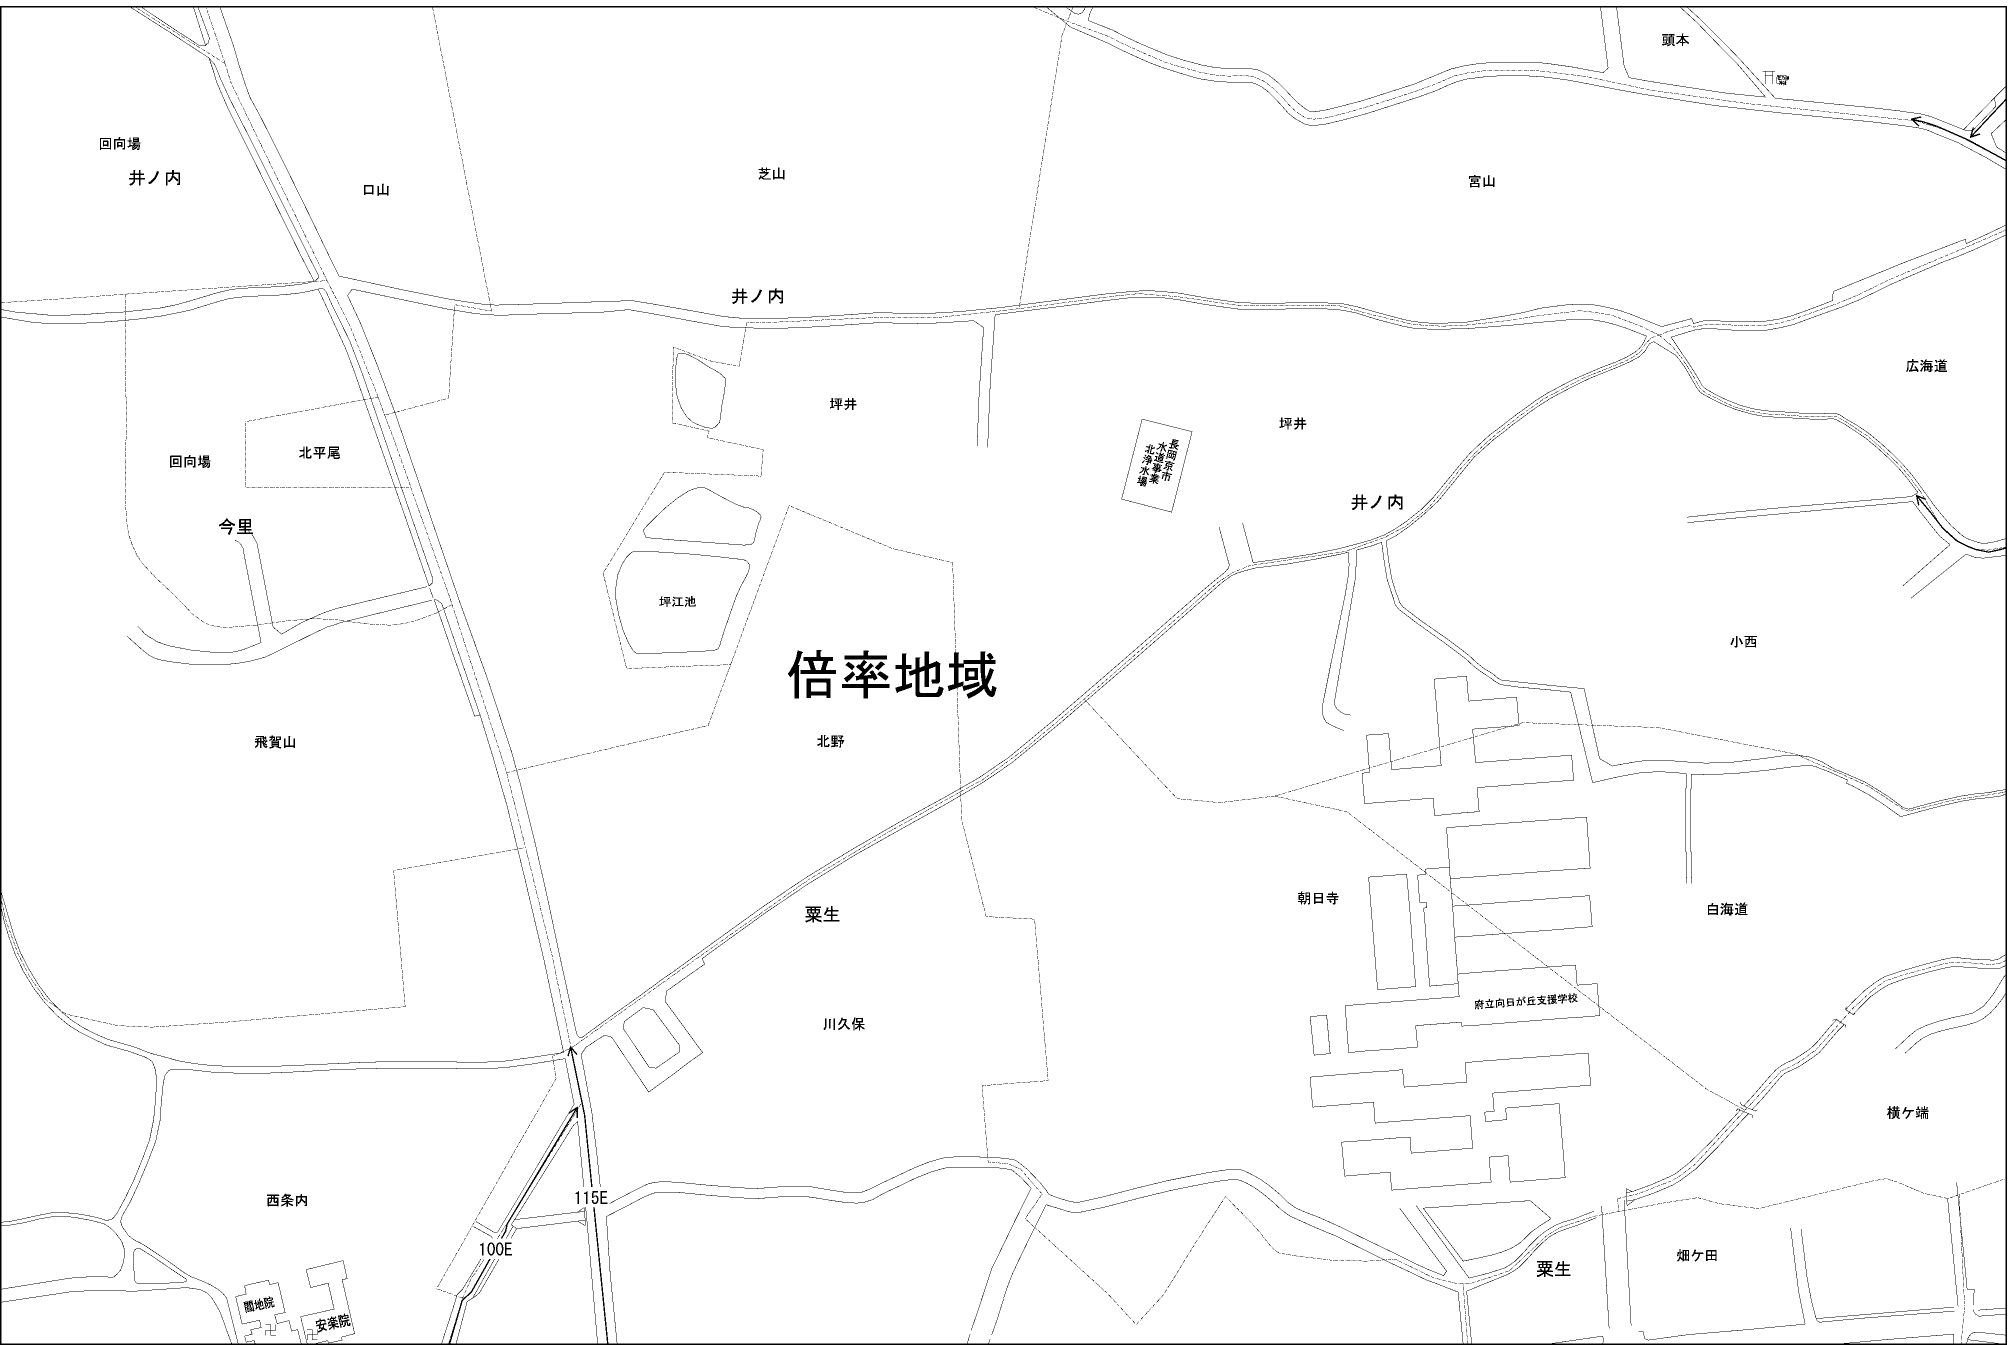 頭本
回向場
井ノ内
口山
芝山
宮山
井ノ内
広海道
坪井
坪井
北平尾
回向場
長岡京市
水道事業
北浄水場
井ノ内
今里
坪江池
小西
倍率地域
飛賀山
北野
朝日寺
白海道
粟生
府立向日が丘支援学校
川久保
横ケ端
西条内
115E
100E
畑ケ田
粟生
閻地院
安楽院